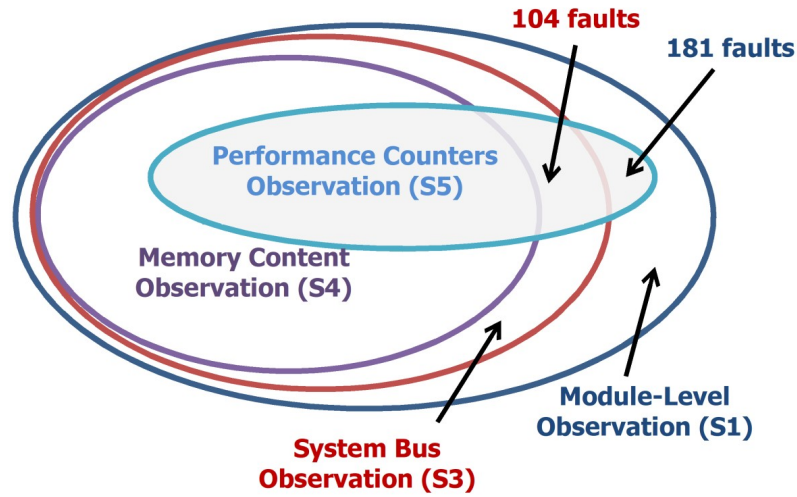 104 faults
181 faults
Performance Counters
Observation (S5)
Memory Content
Observation (S4)
Module-Level
Observation (S1)
System Bus
Observation (S3)